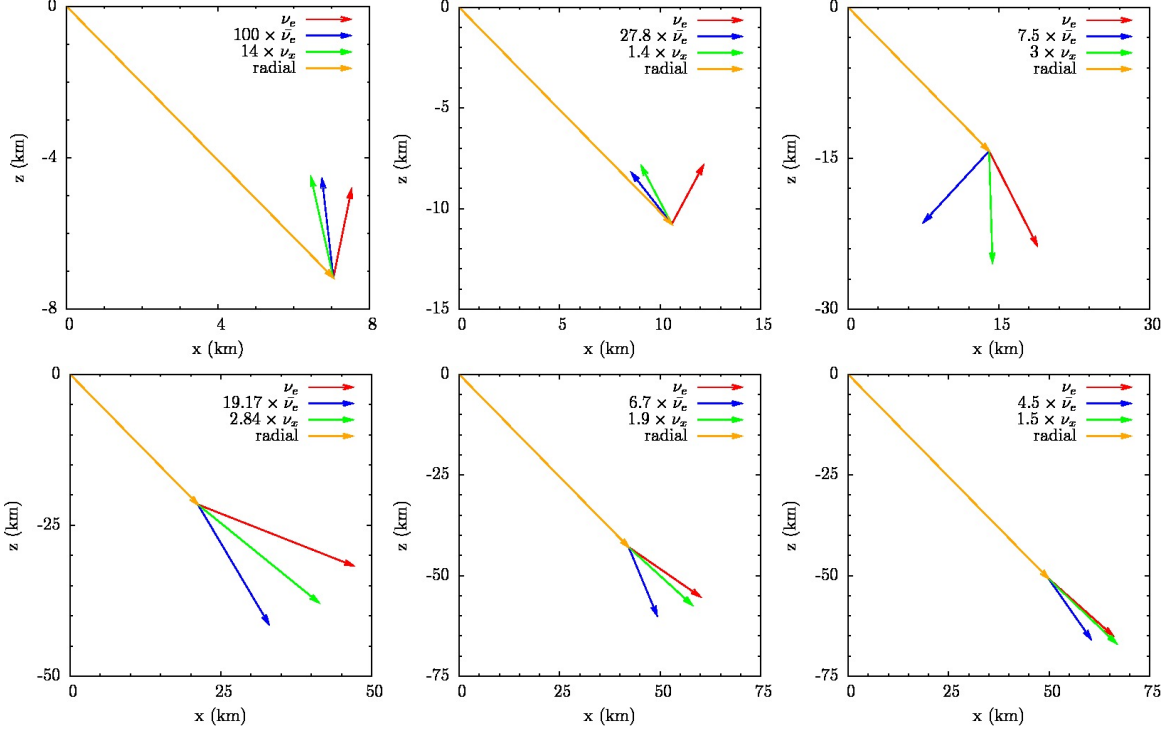 0
-4
-8
z (km)
0
4
8
x (km)
νe
100 × ν̄e
14 × νx
radial
0
-5
-10
-15
z (km)
0
5
10
15
x (km)
νe
27.8 × ν̄e
1.4 × νx
radial
0
-15
-30
z (km)
0
15
30
x (km)
νe
7.5 × ν̄e
3 × νx
radial
0
-25
-50
z (km)
0
25
50
x (km)
νe
19.17 × ν̄e
2.84 × νx
radial
0
-25
-50
-75
z (km)
0
25
50
75
x (km)
νe
6.7 × ν̄e
1.9 × νx
radial
0
-25
-50
-75
z (km)
0
25
50
75
x (km)
νe
4.5 × ν̄e
1.5 × νx
radial